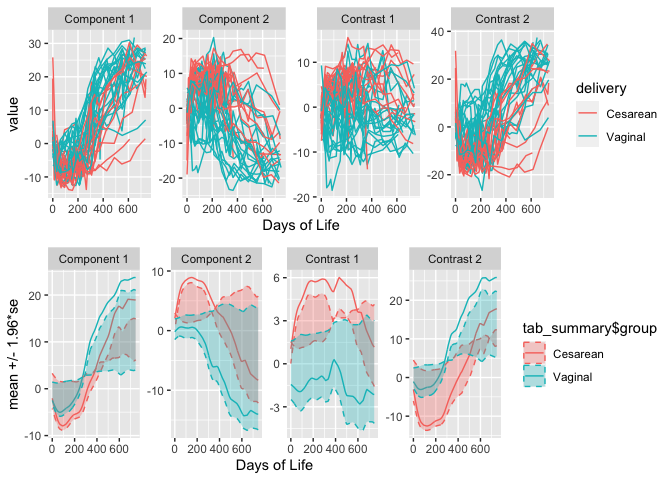 Component 1 Component 2 Contrast 1 Contrast 2
30 20 15 40
20 10 10 20
10 0 5 0
0 -10 0 -20
-10 -20 -10
-20
value
0 200 400 600 0 200 400 600 0 200 400 600 0 200 400 600
Days of Life
delivery
Cesarean
Vaginal
Component 1 Component 2 Contrast 1 Contrast 2
20 10 6 20
10 0 3 10
0 -10 0 0
-10 -3 -10
mean +/- 1.96*se
0 200 400 600 0 200 400 600 0 200 400 600 0 200 400 600
Days of Life
tab_summary$group
Cesarean
Vaginal